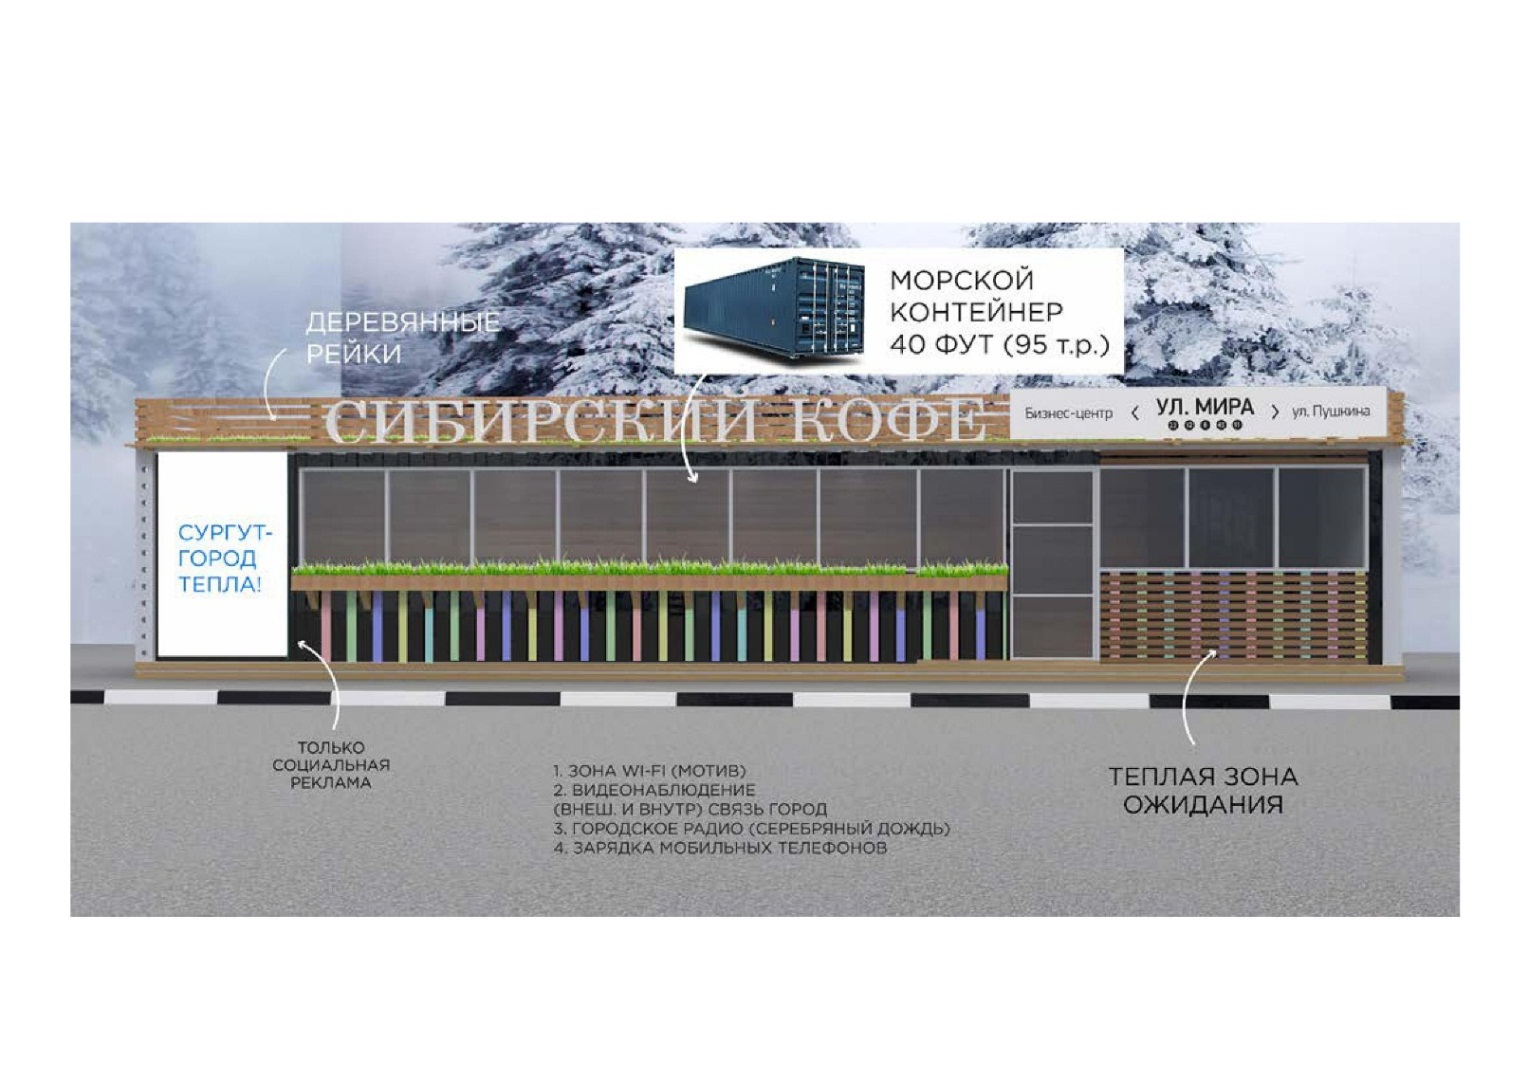 МОРСКОЙ
КОНТЕЙНЕР
40 ФУТ (95 т.р.)
ДЕРЕВЯННЫЕ
РЕЙКИ
СИБИРСКИЙ КОФЕ
Бизнес-центр < УЛ. МИРА > ул. Пушкина
СУРГУТ-
ГОРОД
ТЕПЛА!
ТОЛЬКО
СОЦИАЛЬНАЯ
РЕКЛАМА
1. ЗОНА WI-FI (МОТИВ)
2. ВИДЕОНАБЛЮДЕНИЕ
(ВНЕШ. И ВНУТР) СВЯЗЬ ГОРОД
3. ГОРОДСКОЕ РАДИО (СЕРЕБРЯНЫЙ ДОЖДЬ)
4. ЗАРЯДКА МОБИЛЬНЫХ ТЕЛЕФОНОВ
ТЕПЛАЯ ЗОНА
ОЖИДАНИЯ